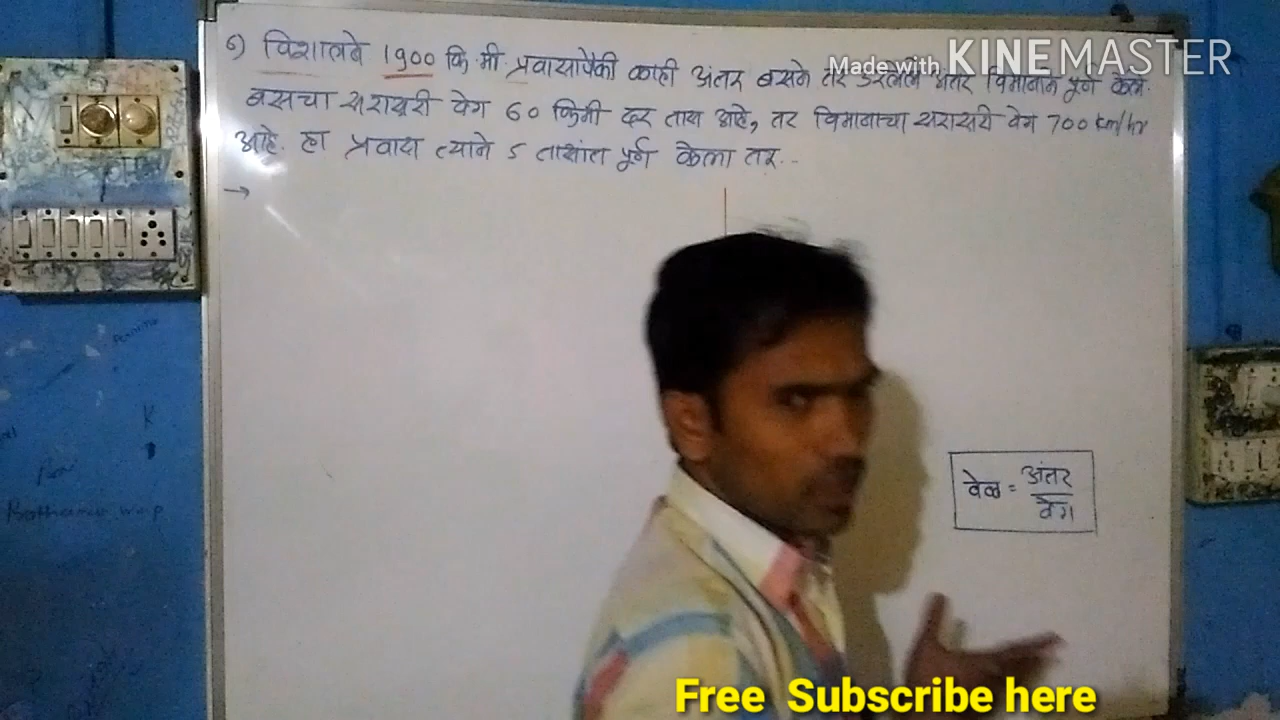 १) विशालने 1900 कि मी. प्रवासापैकी काही अंतर बसने तर उरलेले अंतर विमानाने पूर्ण केले.
बसचा सरासरी वेग 60 किमी दर तास आहे, तर विमानाचा सरासरी वेग 700 km/hr
आहे. हा प्रवास त्याने 5 तासांत पूर्ण केला तर..
→
वेळ = अंतर
वेग
Made with KINEMASTER
Free Subscribe here